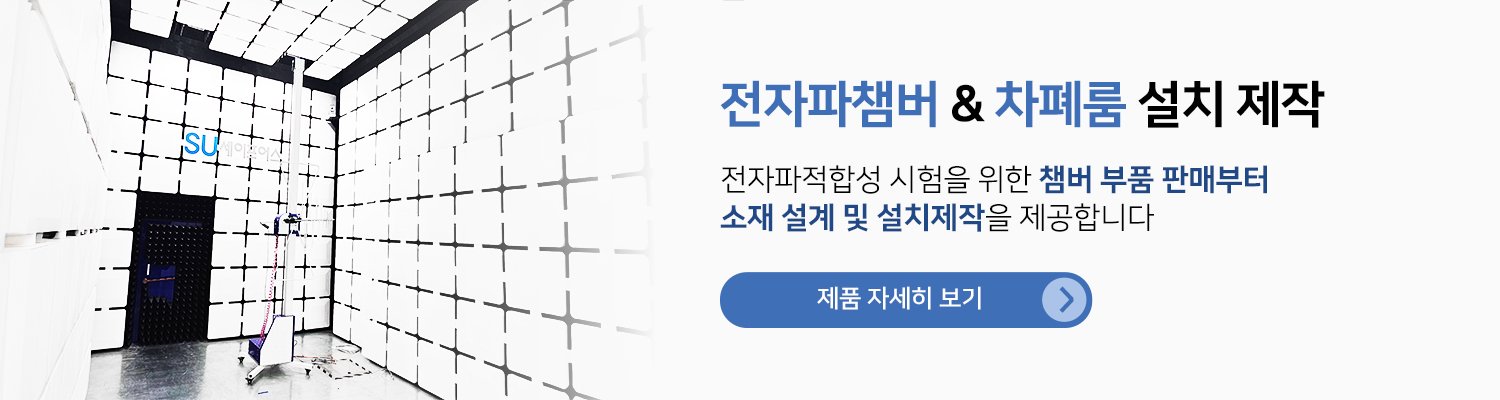 SU
전자파챔버 & 차폐룸 설치 제작
전자파적합성 시험을 위한 챔버 부품 판매부터
소재 설계 및 설치제작을 제공합니다
제품 자세히 보기